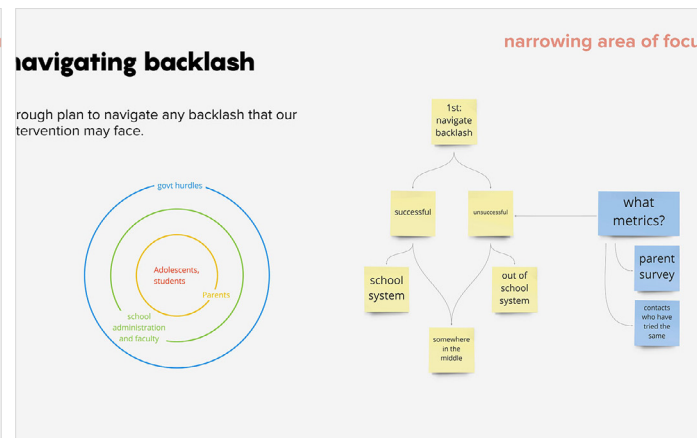 narrowing area of focu
navigating backlash
rough plan to navigate any backlash that our
tervention may face.
govt hurdles
Adolescents,
students
Parents
school
administration
and faculty
1st:
navigate
backlash
successful
unsuccessful
what
metrics?
school
system
out of
school
system
parent
survey
contacts
who have
tried the
same
somewhere
in the
middle